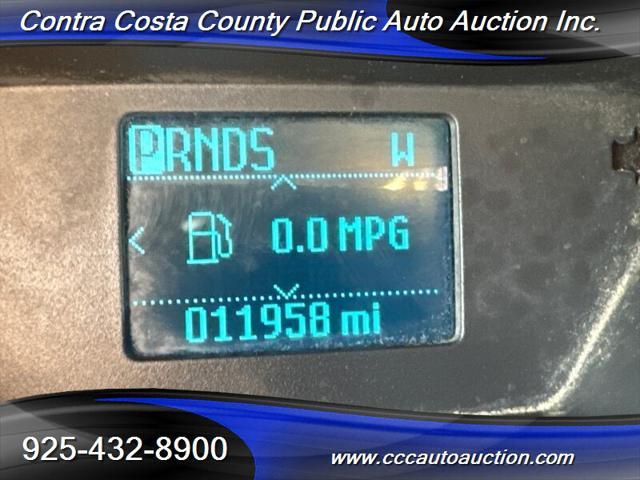 Contra Costa County Public Auto Auction Inc.
PRNDS W
0.0 MPG
011958 mi
925-432-8900 www.cccautoauction.com